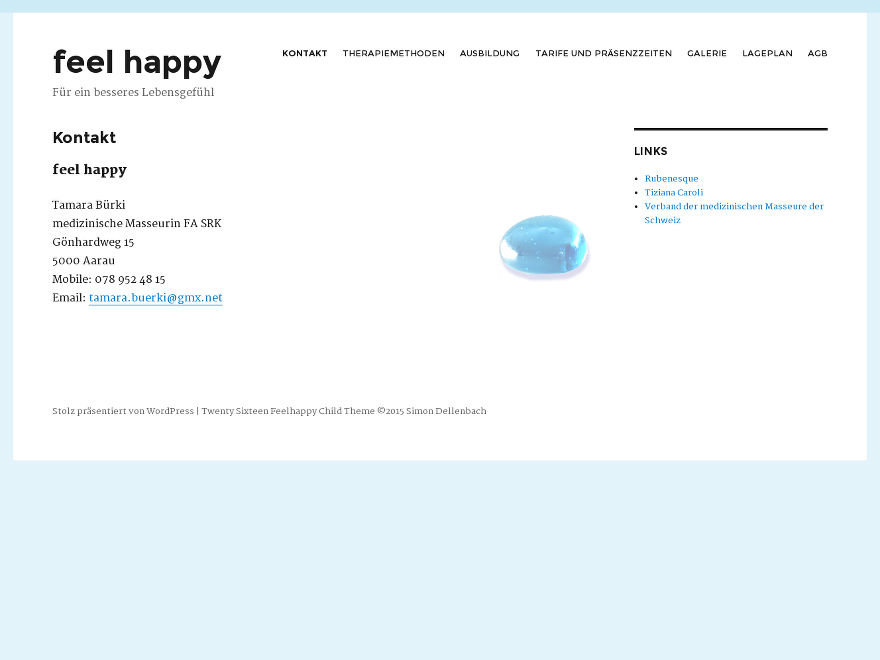 feel happy
Für ein besseres Lebensgefühl
KONTAKT THERAPIEMETHODEN AUSBILDUNG TARIFE UND PRÄSENZZEITEN GALERIE LAGEPLAN AGB
Kontakt
feel happy
Tamara Bürki
medizinische Masseurin FA SRK
Gönhardweg 15
5000 Aarau
Mobile: 078 952 48 15
Email: tamara.buerki@gmx.net
LINKS
Rubenesque
Tiziana Caroli
Verband der medizinischen Masseure der
Schweiz
Stolz präsentiert von WordPress | Twenty Sixteen Feelhappy Child Theme ©2015 Simon Dellenbach